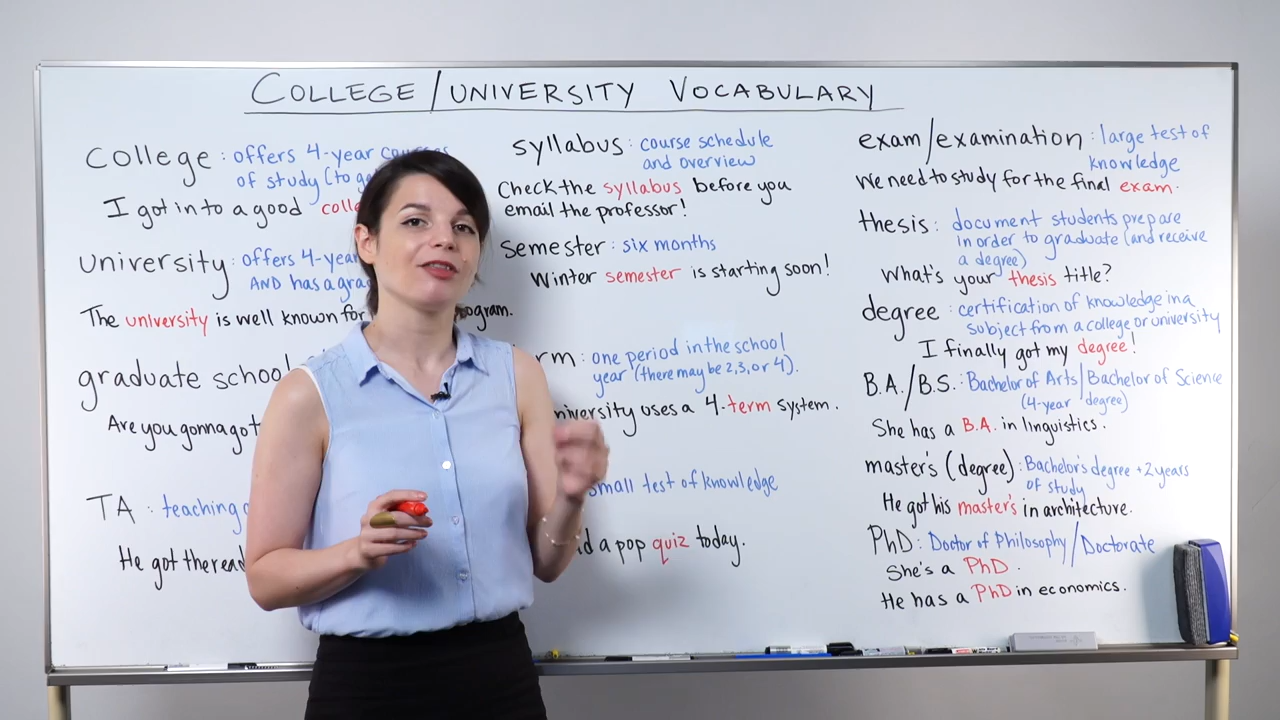 COLLEGE/UNIVERSITY VOCABULARY
college : offers 4-year courses
of study (to
I got in to a good
university : offers 4-year
AND has a
The university is well known for
graduate school
Are you gonna go t
TA : teaching
He got the read
syllabus : course schedule
and overview
Check the syllabus before you
email the professor!
semester : six months
Winter semester is starting soon!
one period in the school
year (there may be 2, 3, or 4).
university uses a 4-term system.
small test of knowledge
a pop quiz today.
exam/examination : large test of
knowledge
We need to study for the final exam.
thesis : document students prepare
in order to graduate (and receive
a degree)
What's your thesis title?
degree : certification of knowledge in a
subject from a college or university
I finally got my degree!
B.A./B.S. : Bachelor of Arts/Bachelor of Science
(4-year degree)
She has a B.A. in linguistics.
master's (degree) : Bachelor's degree + 2 years
of study
He got his master's in architecture.
PhD : Doctor of Philosophy/Doctorate
She's a PhD.
He has a PhD in economics.